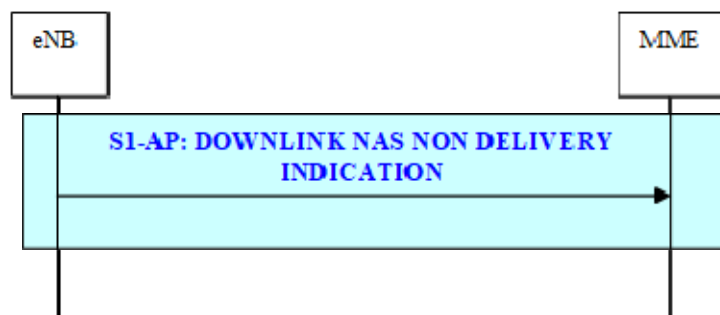 eNB
MME
S1-AP: DOWNLINK NAS NON DELIVERY
INDICATION